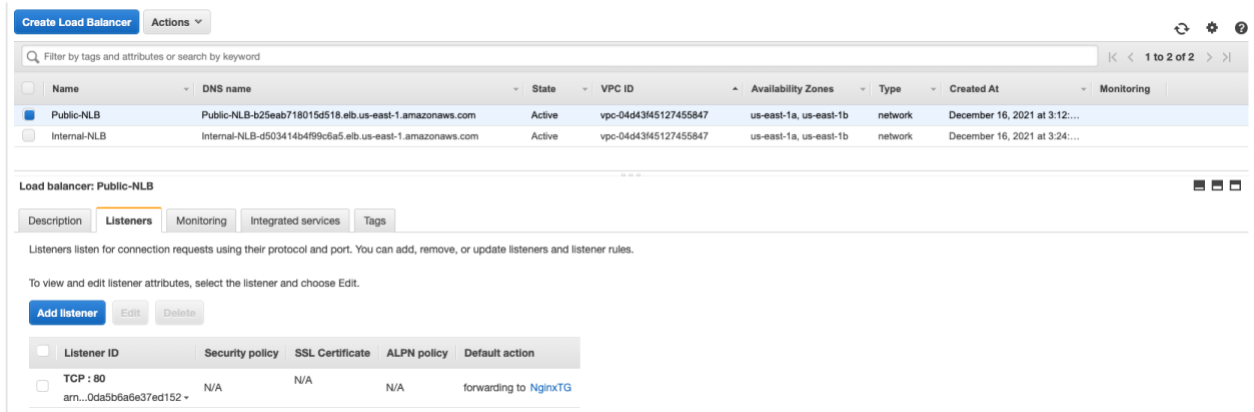 Create Load Balancer Actions
Filter by tags and attributes or search by keyword 1 to 2 of 2
Name DNS name State VPC ID Availability Zones Type Created At Monitoring
Public-NLB Public-NLB-b25eab718015d518.elb.us-east-1.amazonaws.com Active vpc-04d43f45127455847 us-east-1a, us-east-1b network December 16, 2021 at 3:12:...
Internal-NLB Internal-NLB-d503414b4f99c6a5.elb.us-east-1.amazonaws.com Active vpc-04d43f45127455847 us-east-1a, us-east-1b network December 16, 2021 at 3:24:...
Load balancer: Public-NLB
Description Listeners Monitoring Integrated services Tags
Listeners listen for connection requests using their protocol and port. You can add, remove, or update listeners and listener rules.
To view and edit listener attributes, select the listener and choose Edit.
Add listener Edit Delete
Listener ID Security policy SSL Certificate ALPN policy Default action
TCP : 80 N/A
arn...0da5b6a6e37ed152 N/A N/A forwarding to NginxTG